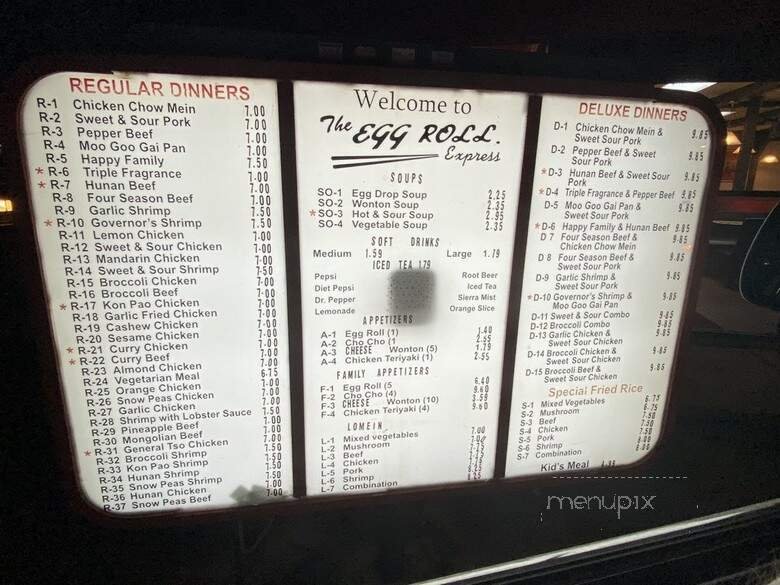 REGULAR DINNERS
R-1 Chicken Chow Mein 7.00
R-2 Sweet & Sour Pork 7.00
R-3 Pepper Beef 7.00
R-4 Moo Goo Gai Pan 7.00
R-5 Happy Family 7.50
* R-6 Triple Fragrance 7.00
* R-7 Hunan Beef 7.00
R-8 Four Season Beef 7.00
R-9 Garlic Shrimp 7.50
* R-10 Governor's Shrimp 7.50
R-11 Lemon Chicken 7.00
R-12 Sweet & Sour Chicken 7.00
R-13 Mandarin Chicken 7.00
R-14 Sweet & Sour Shrimp 7.50
R-15 Broccoli Chicken 7.00
R-16 Broccoli Beef 7.00
* R-17 Kon Pao Chicken 7.00
R-18 Garlic Fried Chicken 7.00
R-19 Cashew Chicken 7.00
R-20 Sesame Chicken 7.00
* R-21 Curry Chicken 7.00
* R-22 Curry Beef 7.00
R-23 Almond Chicken 7.00
R-24 Vegetarian Meal 6.75
R-25 Orange Chicken 7.00
R-26 Snow Peas Chicken 7.00
R-27 Garlic Chicken 7.00
R-28 Shrimp with Lobster Sauce 7.50
R-29 Pineapple Beef 7.00
R-30 Mongolian Beef 7.00
* R-31 General Tso Chicken 7.50
R-32 Broccoli Shrimp 7.50
R-33 Kon Pao Shrimp 7.50
R-34 Hunan Shrimp 7.50
R-35 Snow Peas Shrimp 7.50
R-36 Hunan Chicken 7.00
R-37 Snow Peas Beef 7.00
Welcome to
The EGG ROLL.
Express
SOUPS
SO-1 Egg Drop Soup 2.25
SO-2 Wonton Soup 2.35
* SO-3 Hot & Sour Soup 2.95
SO-4 Vegetable Soup 2.35
SOFT DRINKS
Medium 1.59 Large 1.79
ICED TEA 1.79
Pepsi Root Beer
Diet Pepsi Iced Tea
Dr. Pepper Sierra Mist
Lemonade Orange Slice
APPETIZERS
A-1 Egg Roll (1) 1.40
A-2 Cho Cho (1 2.55
A-3 CHEESE Wonton (5) 1.79
A-4 Chicken Teriyaki (1) 2.55
FAMILY APPETIZERS
F-1 Egg Roll (5 6.40
F-2 Cho Cho (4) 9.60
F-3 CHEESE Wonton (10) 3.59
F-4 Chicken Teriyaki (4) 9.60
LOMEIN
L-1 Mixed vegetables 7.00
L-2 Mushroom
L-3 Beef
L-4 Chicken
L-5 Pork
L-6 Shrimp
L-7 Combination
DELUXE DINNERS
D-1 Chicken Chow Mein & 9.85
Sweet Sour Pork
D-2 Pepper Beef & Sweet 9.85
Sour Pork
* D-3 Hunan Beef & Sweet Sour 9.85
Pork
* D-4 Triple Fragrance & Pepper Beef 9.85
D-5 Moo Goo Gai Pan & 9.85
Sweet Sour Pork
* D-6 Happy Family & Hunan Beef 9.85
D 7 Four Season Beef & 9.85
Chicken Chow Mein
D 8 Four Season Beef & 9.85
Sweet Sour Pork
D-9 Garlic Shrimp & 9.85
Sweet Sour Pork
* D-10 Governor's Shrimp & 9.85
Moo Goo Gai Pan
D-11 Sweet & Sour Combo 9.85
D-12 Broccoli Combo 9.85
D-13 Garlic Chicken & 9.85
Sweet Sour Chicken
D-14 Broccoli Chicken & 9.85
Sweet Sour Chicken
D-15 Broccoli Beef & 9.85
Sweet Sour Chicken
Special Fried Rice
S-1 Mixed Vegetables 6.75
S-2 Mushroom 6.75
S-3 Beef 7.50
S-4 Chicken 7.50
S-5 Pork 7.50
S-6 Shrimp 8.00
S-7 Combination 8.00
Kid's Meal
menupix